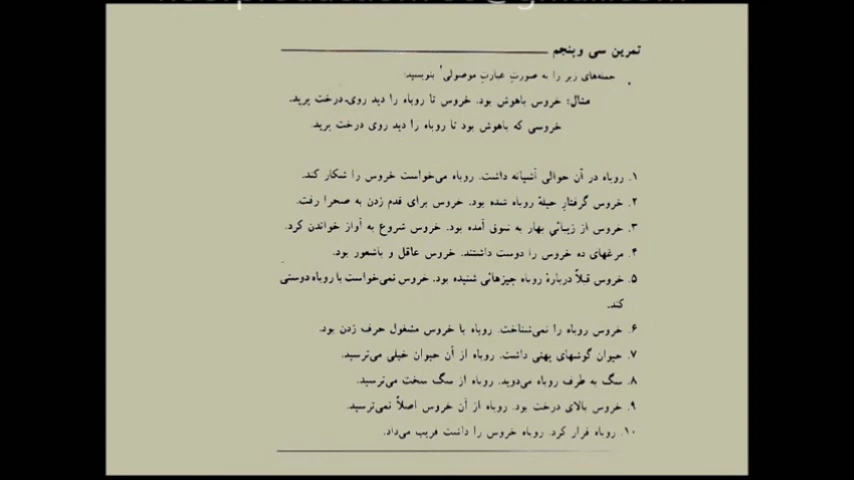 تمرین سی وپنجم
جمله‌های زیر را به صورتِ عبارتِ موصولی¹ بنویسید:
مثال: خروس باهوش بود. خروس تا روباه را دید روی درخت پرید.
خروسی که باهوش بود تا روباه را دید روی درخت پرید.
۱. روباه در آن حوالی آشیانه داشت. روباه می‌خواست خروس را شکار کند.
۲. خروس گرفتارِ حیلهٔ روباه شده بود. خروس برای قدم زدن به صحرا رفت.
۳. خروس از زیبائیِ بهار به شوق آمده بود. خروس شروع به آواز خواندن کرد.
۴. مرغهای ده خروس را دوست داشتند. خروس عاقل و باشعور بود.
۵. خروس قبلاً دربارهٔ روباه چیزهائی شنیده بود. خروس نمی‌خواست با روباه دوستی
کند.
۶. خروس روباه را نمی‌شناخت. روباه با خروس مشغول حرف زدن بود.
۷. حیوان گوشهای پهنی داشت. روباه از آن حیوان خیلی می‌ترسید.
۸. سگ به طرف روباه می‌دوید. روباه از سگ سخت می‌ترسید.
۹. خروس بالای درخت بود. روباه از آن خروس اصلاً نمی‌ترسید.
۱۰. روباه فرار کرد. روباه خروس را داشت فریب می‌داد.